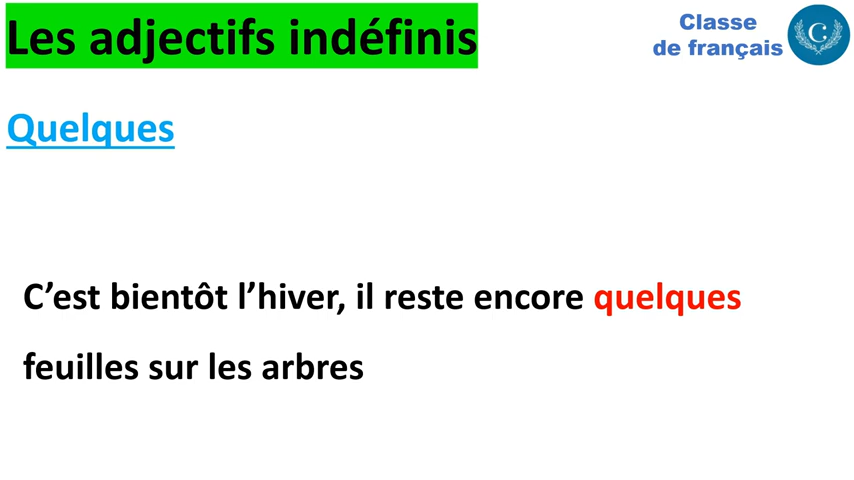 Les adjectifs indéfinis
Classe
de français
C
Quelques
C’est bientôt l’hiver, il reste encore quelques
feuilles sur les arbres